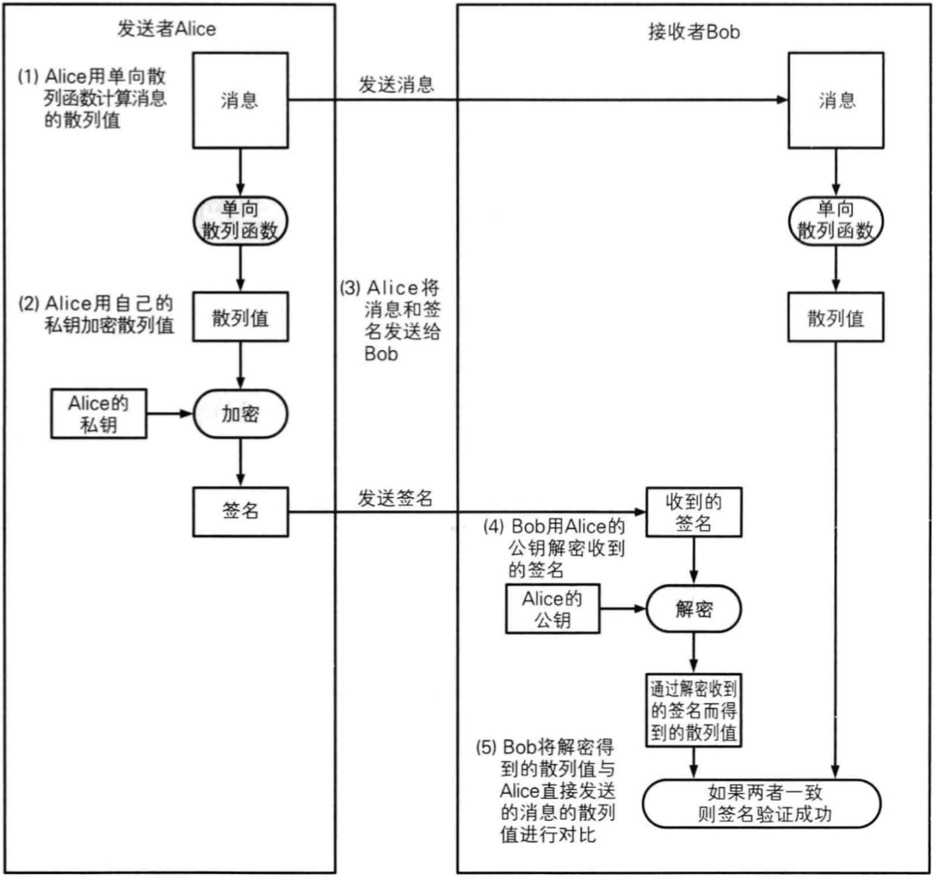 发送者Alice
接收者Bob
(1) Alice用单向散
列函数计算消息
的散列值
消息
发送消息
消息
单向
散列函数
单向
散列函数
(2) Alice用自己的
私钥加密散列值
散列值
(3) Alice将
消息和签
名发送给
Bob
散列值
Alice的
私钥
加密
签名
发送签名
收到的
签名
(4) Bob用Alice的
公钥解密收到
的签名
Alice的
公钥
解密
通过解密收到
的签名而得
到的散列值
(5) Bob将解密得
到的散列值与
Alice直接发送
的消息的散列
值进行对比
如果两者一致
则签名验证成功